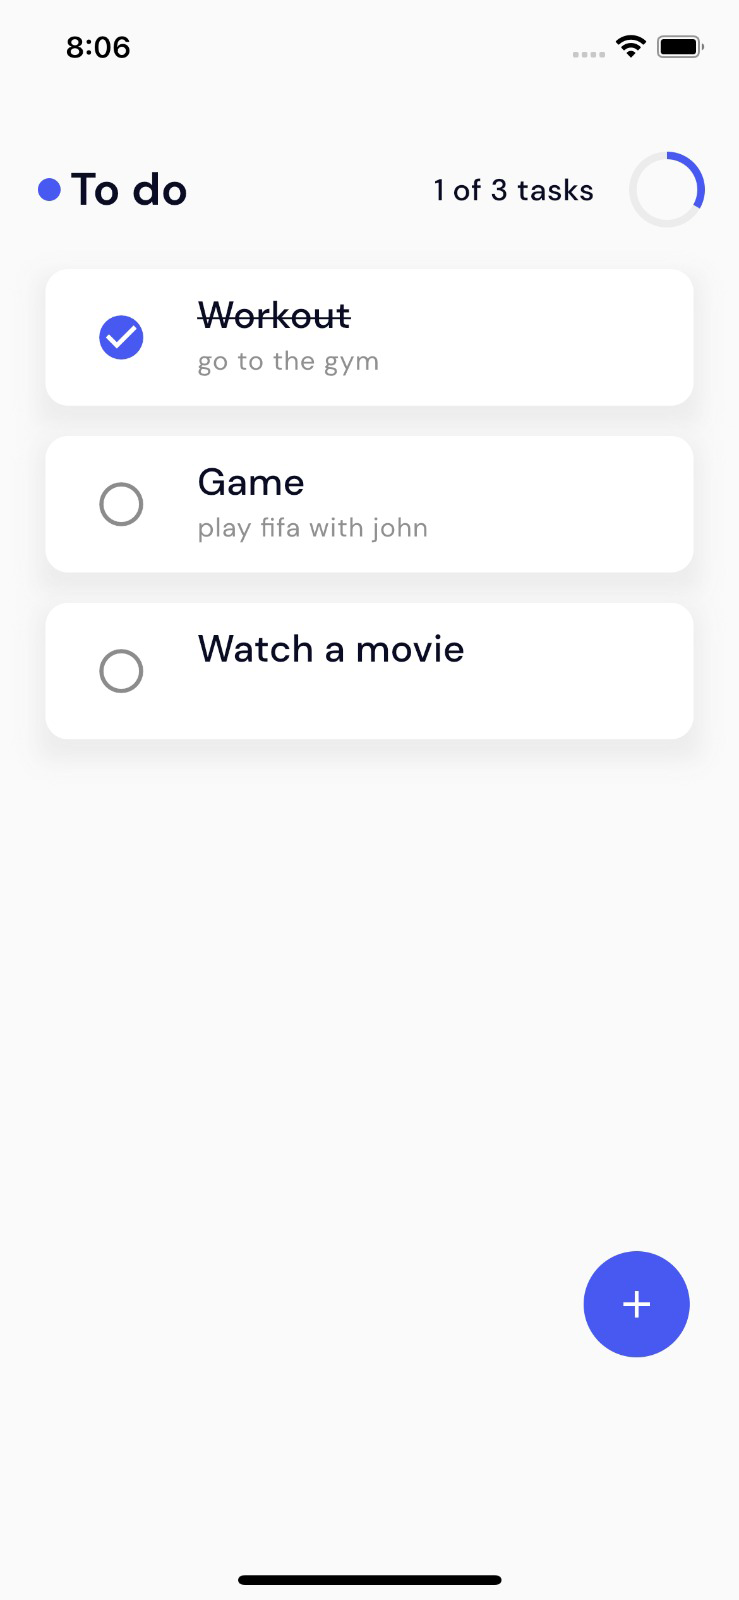 8:06
To do
1 of 3 tasks
Workout
go to the gym
Game
play fifa with john
Watch a movie